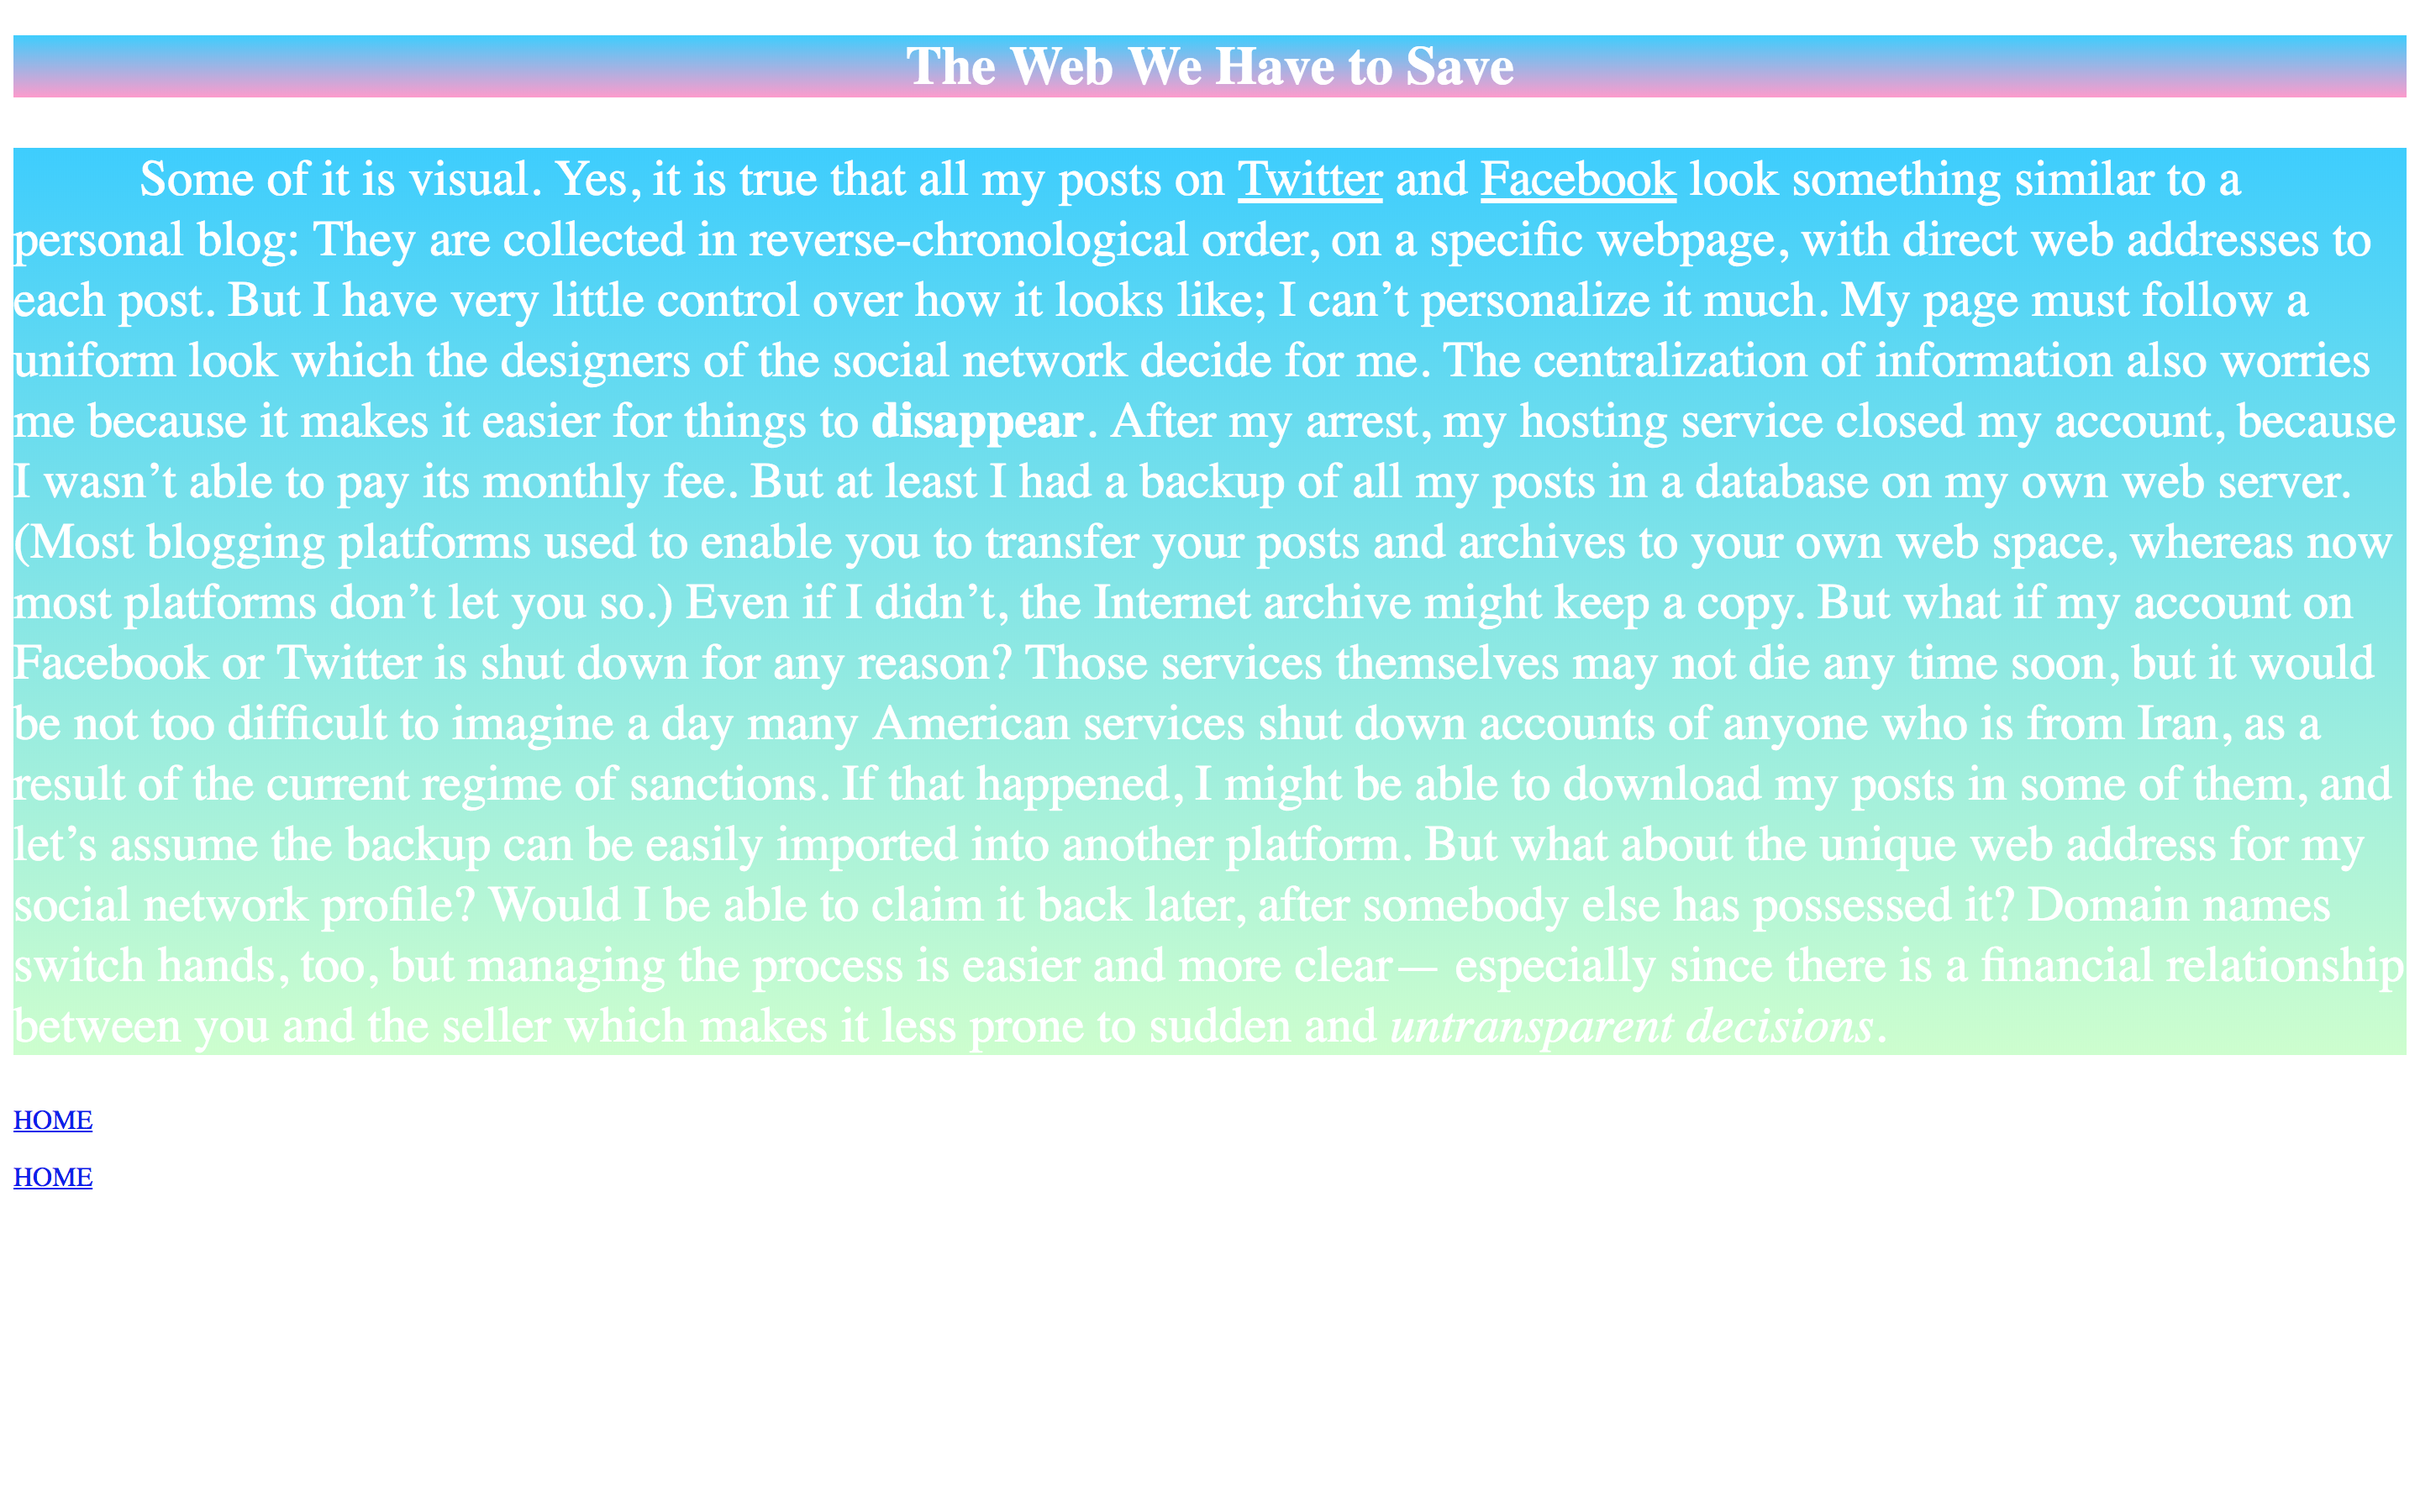 The Web We Have to Save
Some of it is visual. Yes, it is true that all my posts on Twitter and Facebook look something similar to a
personal blog: They are collected in reverse-chronological order, on a specific webpage, with direct web addresses to
each post. But I have very little control over how it looks like; I can’t personalize it much. My page must follow a
uniform look which the designers of the social network decide for me. The centralization of information also worries
me because it makes it easier for things to disappear. After my arrest, my hosting service closed my account, because
I wasn’t able to pay its monthly fee. But at least I had a backup of all my posts in a database on my own web server.
(Most blogging platforms used to enable you to transfer your posts and archives to your own web space, whereas now
most platforms don’t let you so.) Even if I didn’t, the Internet archive might keep a copy. But what if my account on
Facebook or Twitter is shut down for any reason? Those services themselves may not die any time soon, but it would
be not too difficult to imagine a day many American services shut down accounts of anyone who is from Iran, as a
result of the current regime of sanctions. If that happened, I might be able to download my posts in some of them, and
let’s assume the backup can be easily imported into another platform. But what about the unique web address for my
social network profile? Would I be able to claim it back later, after somebody else has possessed it? Domain names
switch hands, too, but managing the process is easier and more clear— especially since there is a financial relationship
between you and the seller which makes it less prone to sudden and untransparent decisions.
HOME
HOME